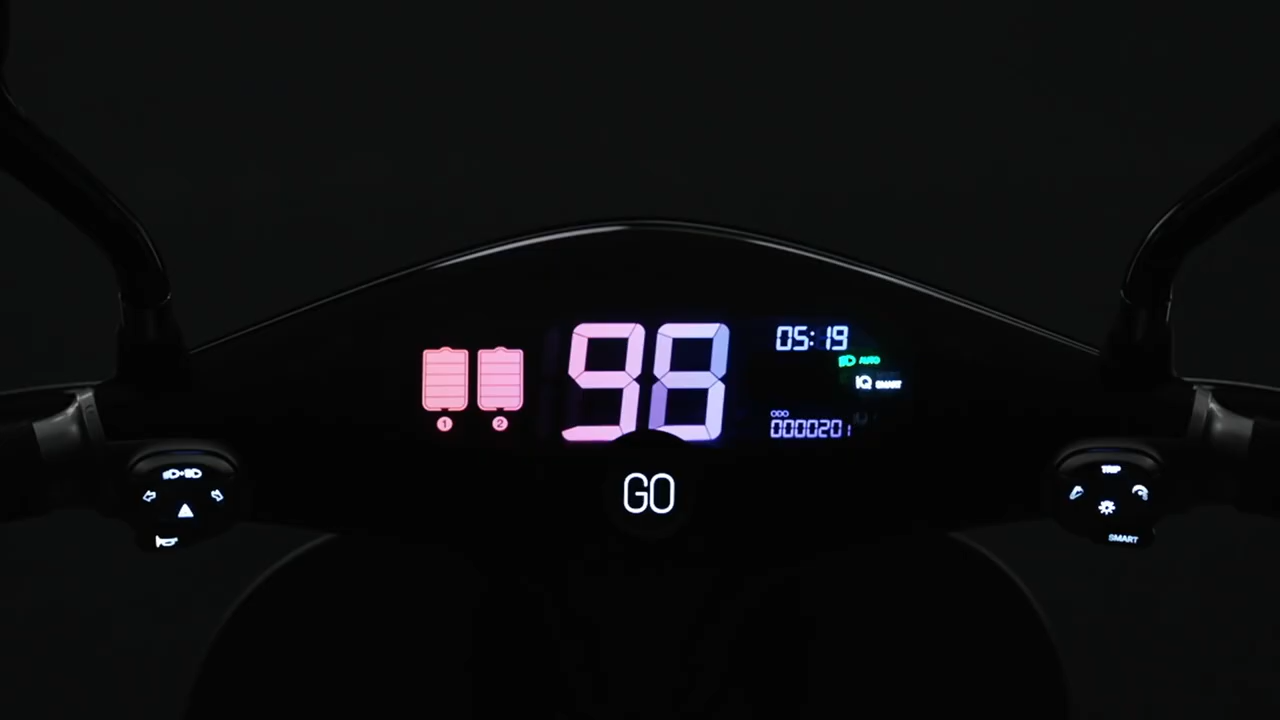 98
05:19
AUTO
iQ SMART
ODO
0000201
1 2
GO
TRIP
SMART